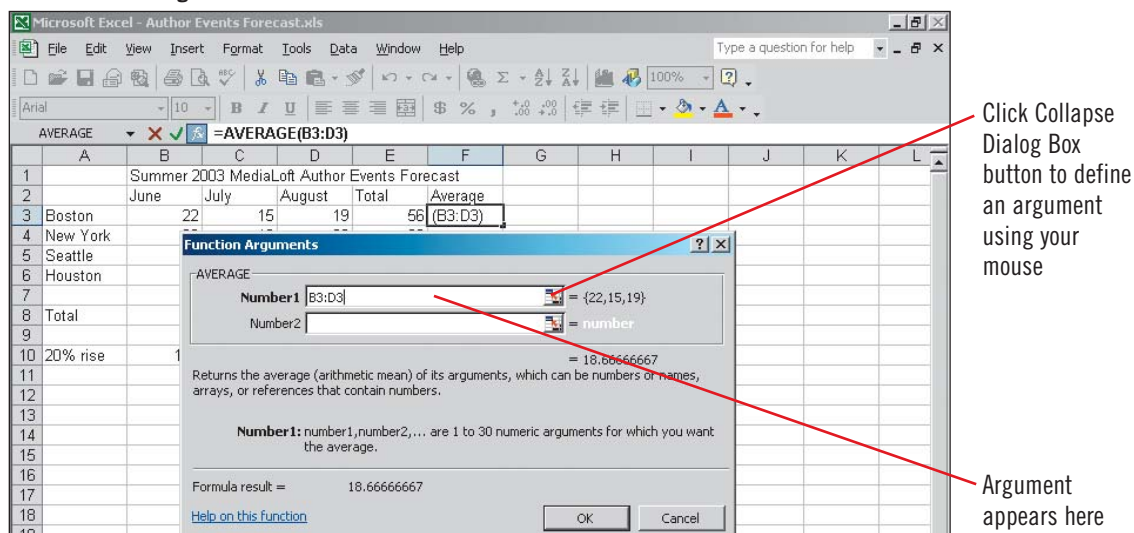 Microsoft Excel - Author Events Forecast.xls
File Edit View Insert Format Tools Data Window Help Type a question for help
100%
Arial 10 B I U $ % ,
AVERAGE =AVERAGE(B3:D3)
A B C D E F G H I J K L
1 Summer 2003 MediaLoft Author Events Forecast
2 June July August Total Average
3 Boston 22 15 19 56 (B3:D3)
4 New York
5 Seattle
6 Houston
7
8 Total
9
10 20% rise 1
11
12
13
14
15
16
17
18
Function Arguments
AVERAGE
Number1 B3:D3 = {22,15,19}
Number2 = number
= 18.66666667
Returns the average (arithmetic mean) of its arguments, which can be numbers or names,
arrays, or references that contain numbers.
Number1: number1,number2,... are 1 to 30 numeric arguments for which you want
the average.
Formula result = 18.66666667
Help on this function OK Cancel
Click Collapse
Dialog Box
button to define
an argument
using your
mouse
Argument
appears here